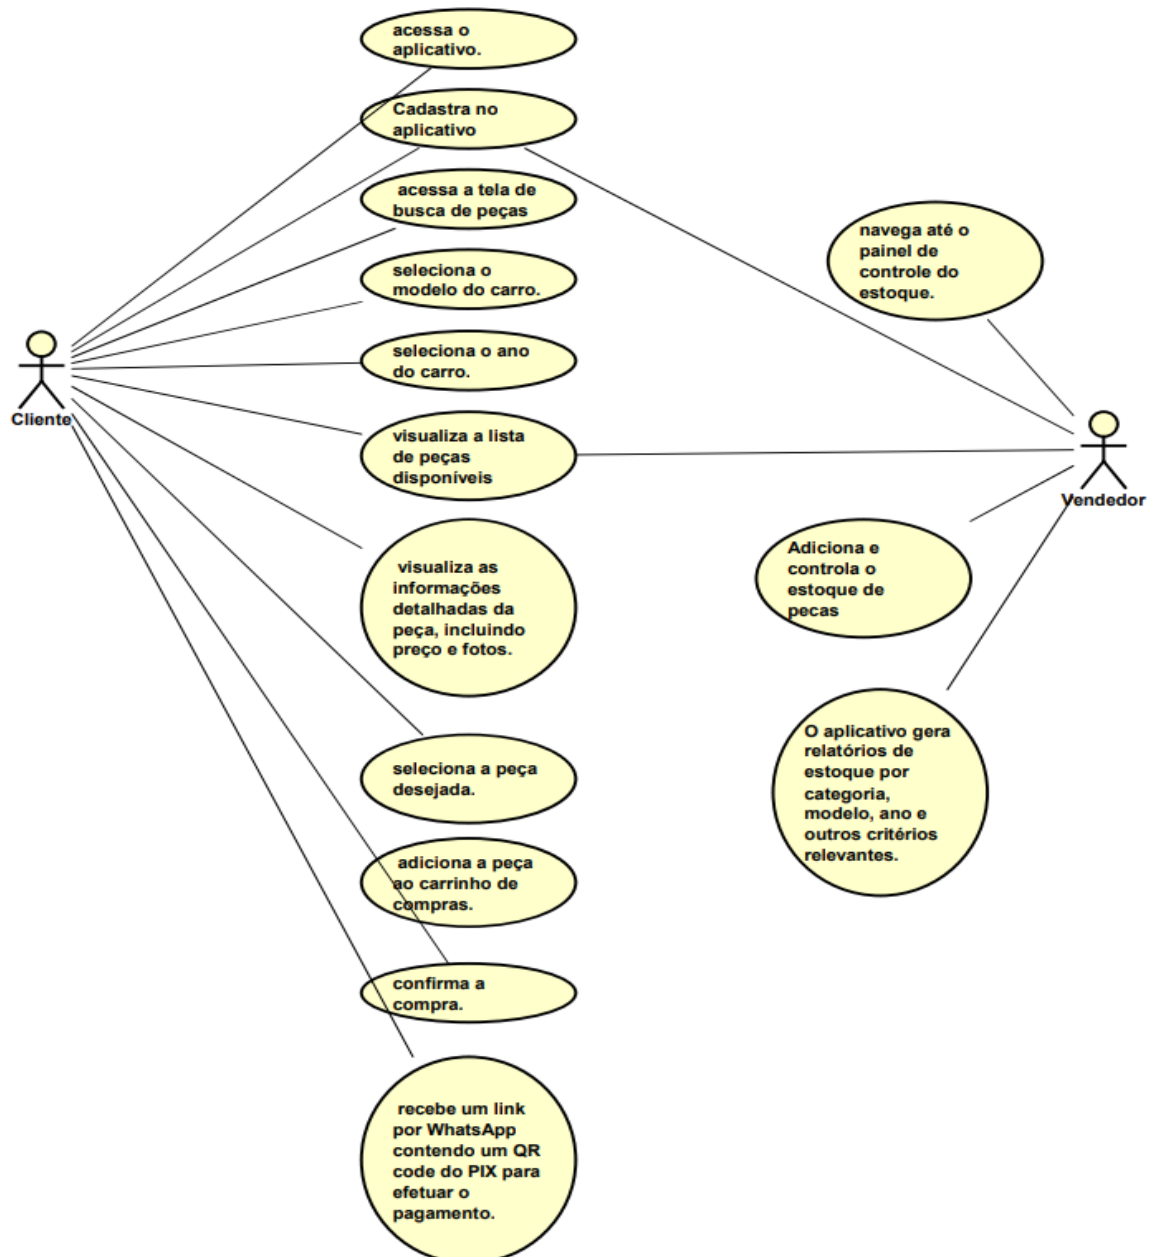 acessa o
aplicativo.
Cadastra no
aplicativo
acessa a tela de
busca de peças
seleciona o
modelo do carro.
seleciona o ano
do carro.
visualiza a lista
de peças
disponíveis
visualiza as
informações
detalhadas da
peça, incluindo
preço e fotos.
seleciona a peça
desejada.
adiciona a peça
ao carrinho de
compras.
confirma a
compra.
recebe um link
por WhatsApp
contendo um QR
code do PIX para
efetuar o
pagamento.
Cliente
navega até o
painel de
controle do
estoque.
Vendedor
Adiciona e
controla o
estoque de
pecas
O aplicativo gera
relatórios de
estoque por
categoria,
modelo, ano e
outros critérios
relevantes.